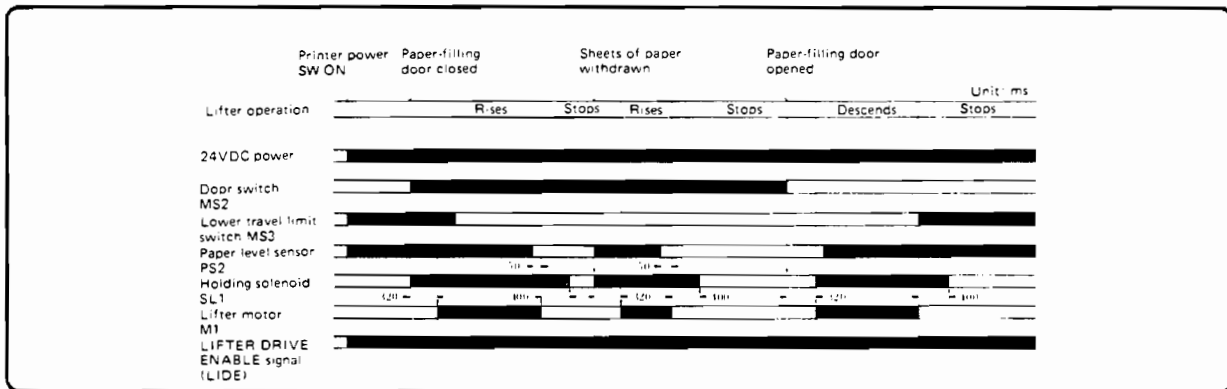 Printer power Paper-filling Sheets of paper Paper-filling door
SW ON door closed withdrawn opened
Unit: ms
Lifter operation Rises Stops Rises Stops Descends Stops
24VDC power
Door switch
MS2
Lower travel limit
switch MS3
Paper level sensor
PS2 50 50
Holding solenoid
SL1 320 400 320 400 320 400
Lifter motor
M1
LIFTER DRIVE
ENABLE signal
(LIDE)